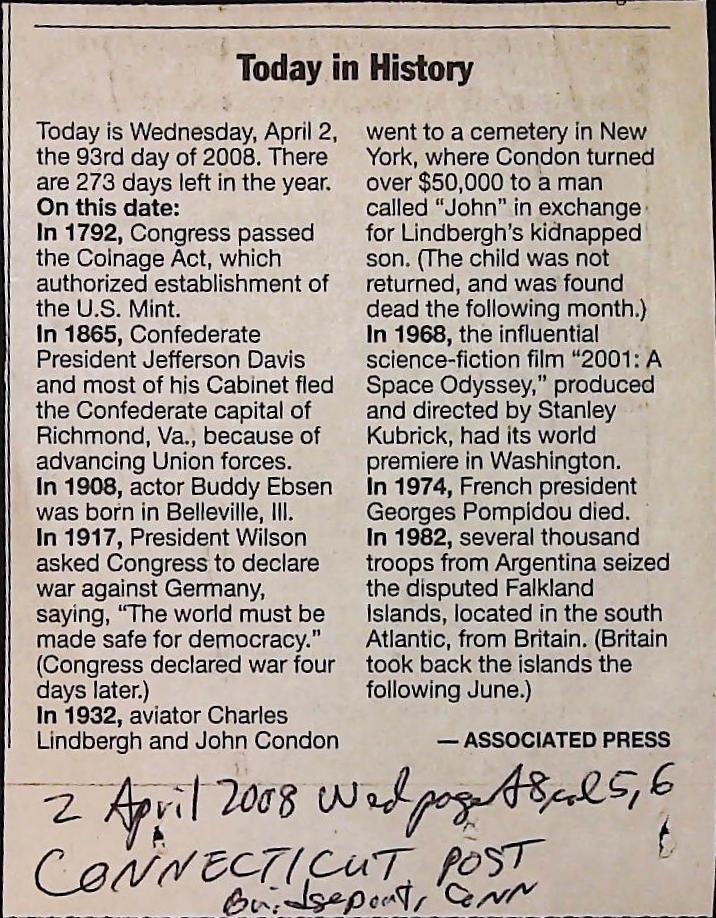 Today in History
Today is Wednesday, April 2,
the 93rd day of 2008. There
are 273 days left in the year.
On this date:
In 1792, Congress passed
the Coinage Act, which
authorized establishment of
the U.S. Mint.
In 1865, Confederate
President Jefferson Davis
and most of his Cabinet fled
the Confederate capital of
Richmond, Va., because of
advancing Union forces.
In 1908, actor Buddy Ebsen
was born in Belleville, Ill.
In 1917, President Wilson
asked Congress to declare
war against Germany,
saying, “The world must be
made safe for democracy.”
(Congress declared war four
days later.)
In 1932, aviator Charles
Lindbergh and John Condon
went to a cemetery in New
York, where Condon turned
over $50,000 to a man
called “John” in exchange
for Lindbergh’s kidnapped
son. (The child was not
returned, and was found
dead the following month.)
In 1968, the influential
science-fiction film “2001: A
Space Odyssey,” produced
and directed by Stanley
Kubrick, had its world
premiere in Washington.
In 1974, French president
Georges Pompidou died.
In 1982, several thousand
troops from Argentina seized
the disputed Falkland
Islands, located in the south
Atlantic, from Britain. (Britain
took back the islands the
following June.)
— ASSOCIATED PRESS
2 April 2008 Wed page A8 col 5, 6
CONNECTICUT POST
Bridgeport, CONN